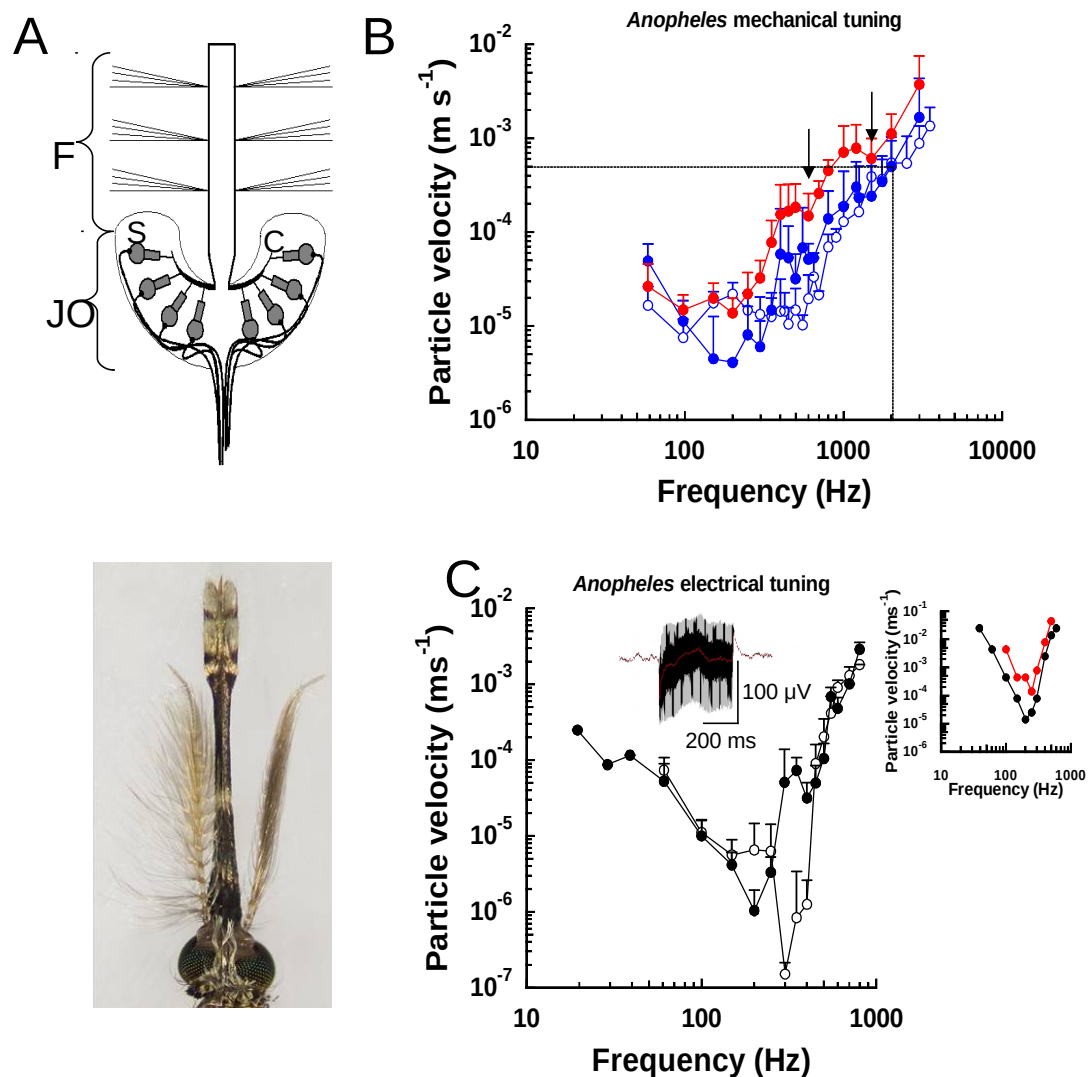 A
F
S
C
JO
B
Anopheles mechanical tuning
Particle velocity (m s⁻¹)
10⁻²
10⁻³
10⁻⁴
10⁻⁵
10⁻⁶
10
100
1000
10000
Frequency (Hz)
C
Anopheles electrical tuning
Particle velocity (ms⁻¹)
10⁻²
10⁻³
10⁻⁴
10⁻⁵
10⁻⁶
10⁻⁷
10
100
1000
Frequency (Hz)
100 µV
200 ms
Particle velocity (ms⁻¹)
10⁻¹
10⁻²
10⁻³
10⁻⁴
10⁻⁵
10⁻⁶
10
100
1000
Frequency (Hz)